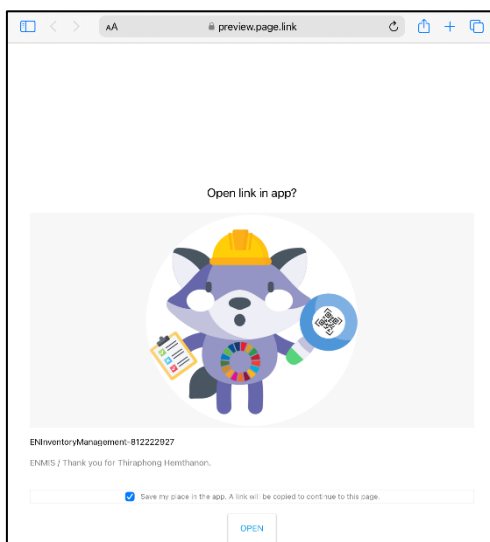 AA preview.page.link
Open link in app?
ENInventoryManagement-812222927
ENMIS / Thank you for Thiraphong Hemthanon.
Save my place in the app. A link will be copied to continue to this page.
OPEN